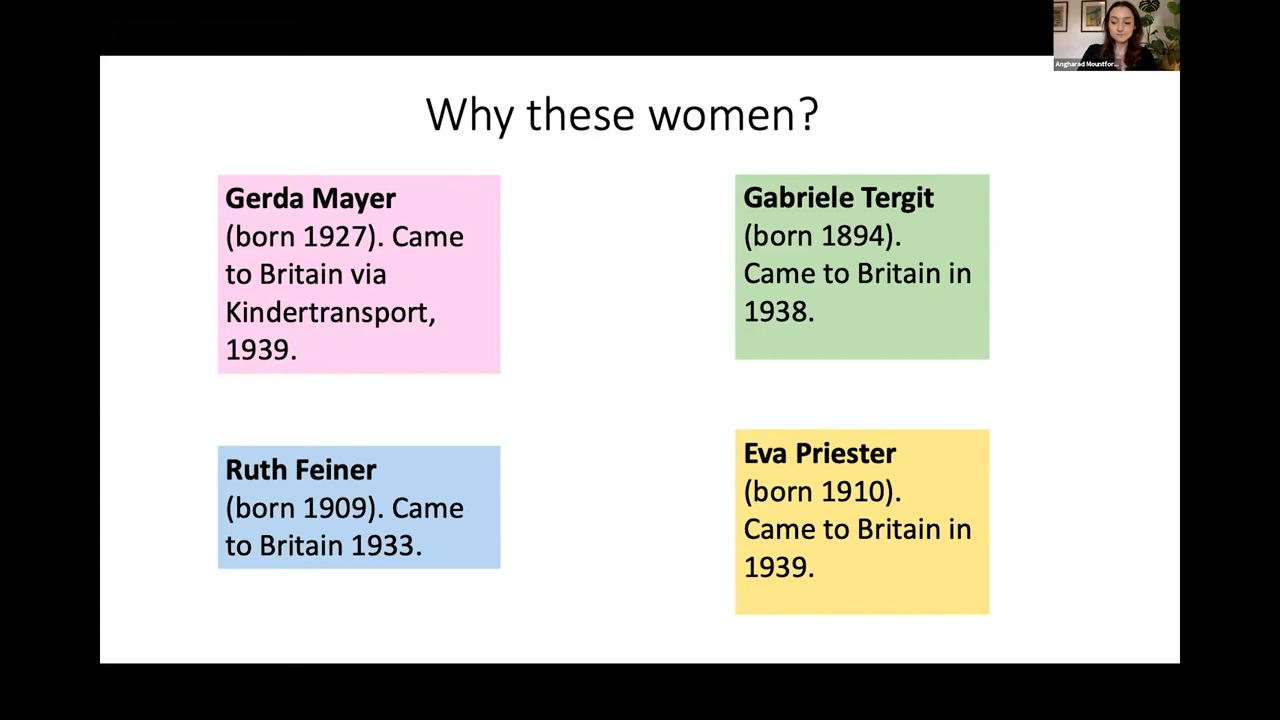 Angharad Mountfor...
Why these women?
Gerda Mayer
(born 1927). Came
to Britain via
Kindertransport,
1939.
Gabriele Tergit
(born 1894).
Came to Britain in
1938.
Ruth Feiner
(born 1909). Came
to Britain 1933.
Eva Priester
(born 1910).
Came to Britain in
1939.